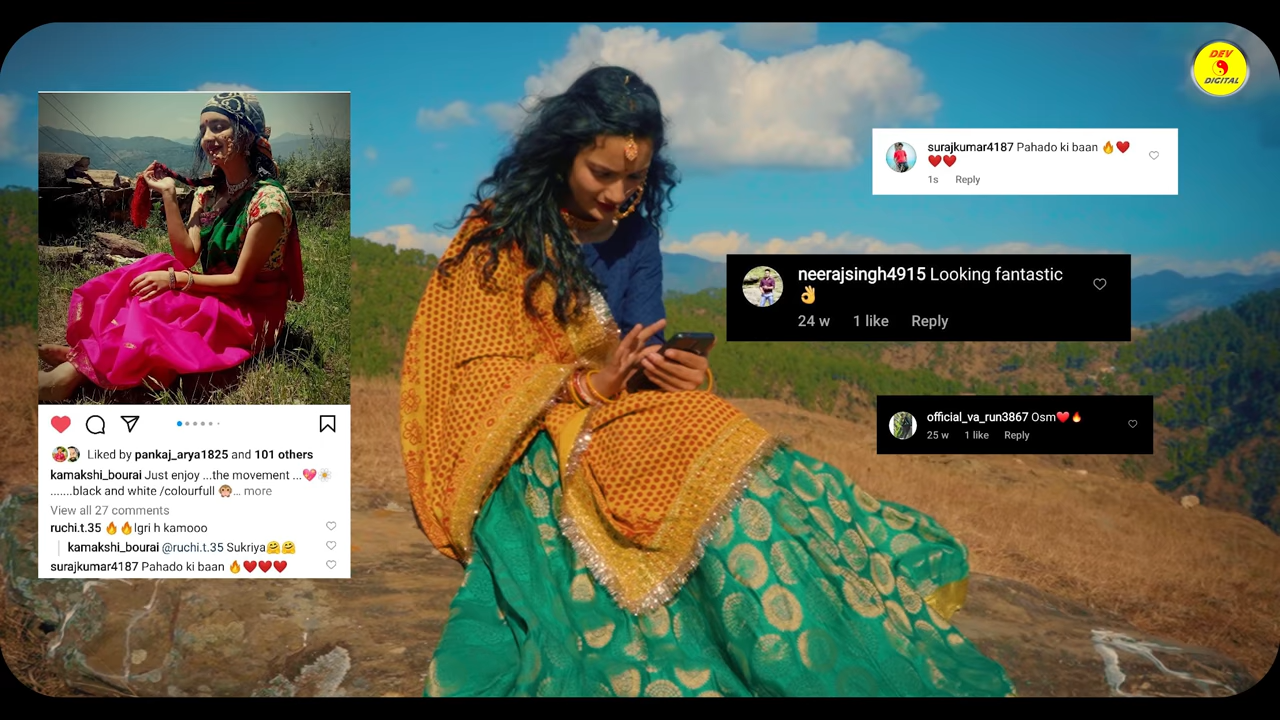 DEV
DIGITAL
surajkumar4187 Pahado ki baan 🔥❤️
❤️❤️
1s Reply
neerajsingh4915 Looking fantastic
👌
24 w 1 like Reply
official_va_run3867 Osm❤️🔥
25 w 1 like Reply
Liked by pankaj_arya1825 and 101 others
kamakshi_bourai Just enjoy ...the movement ...💖☀️
.......black and white /colourfull 🙊... more
View all 27 comments
ruchi.t.35 🔥🔥lgri h kamooo
kamakshi_bourai @ruchi.t.35 Sukriya🤗🤗
surajkumar4187 Pahado ki baan 🔥❤️❤️❤️